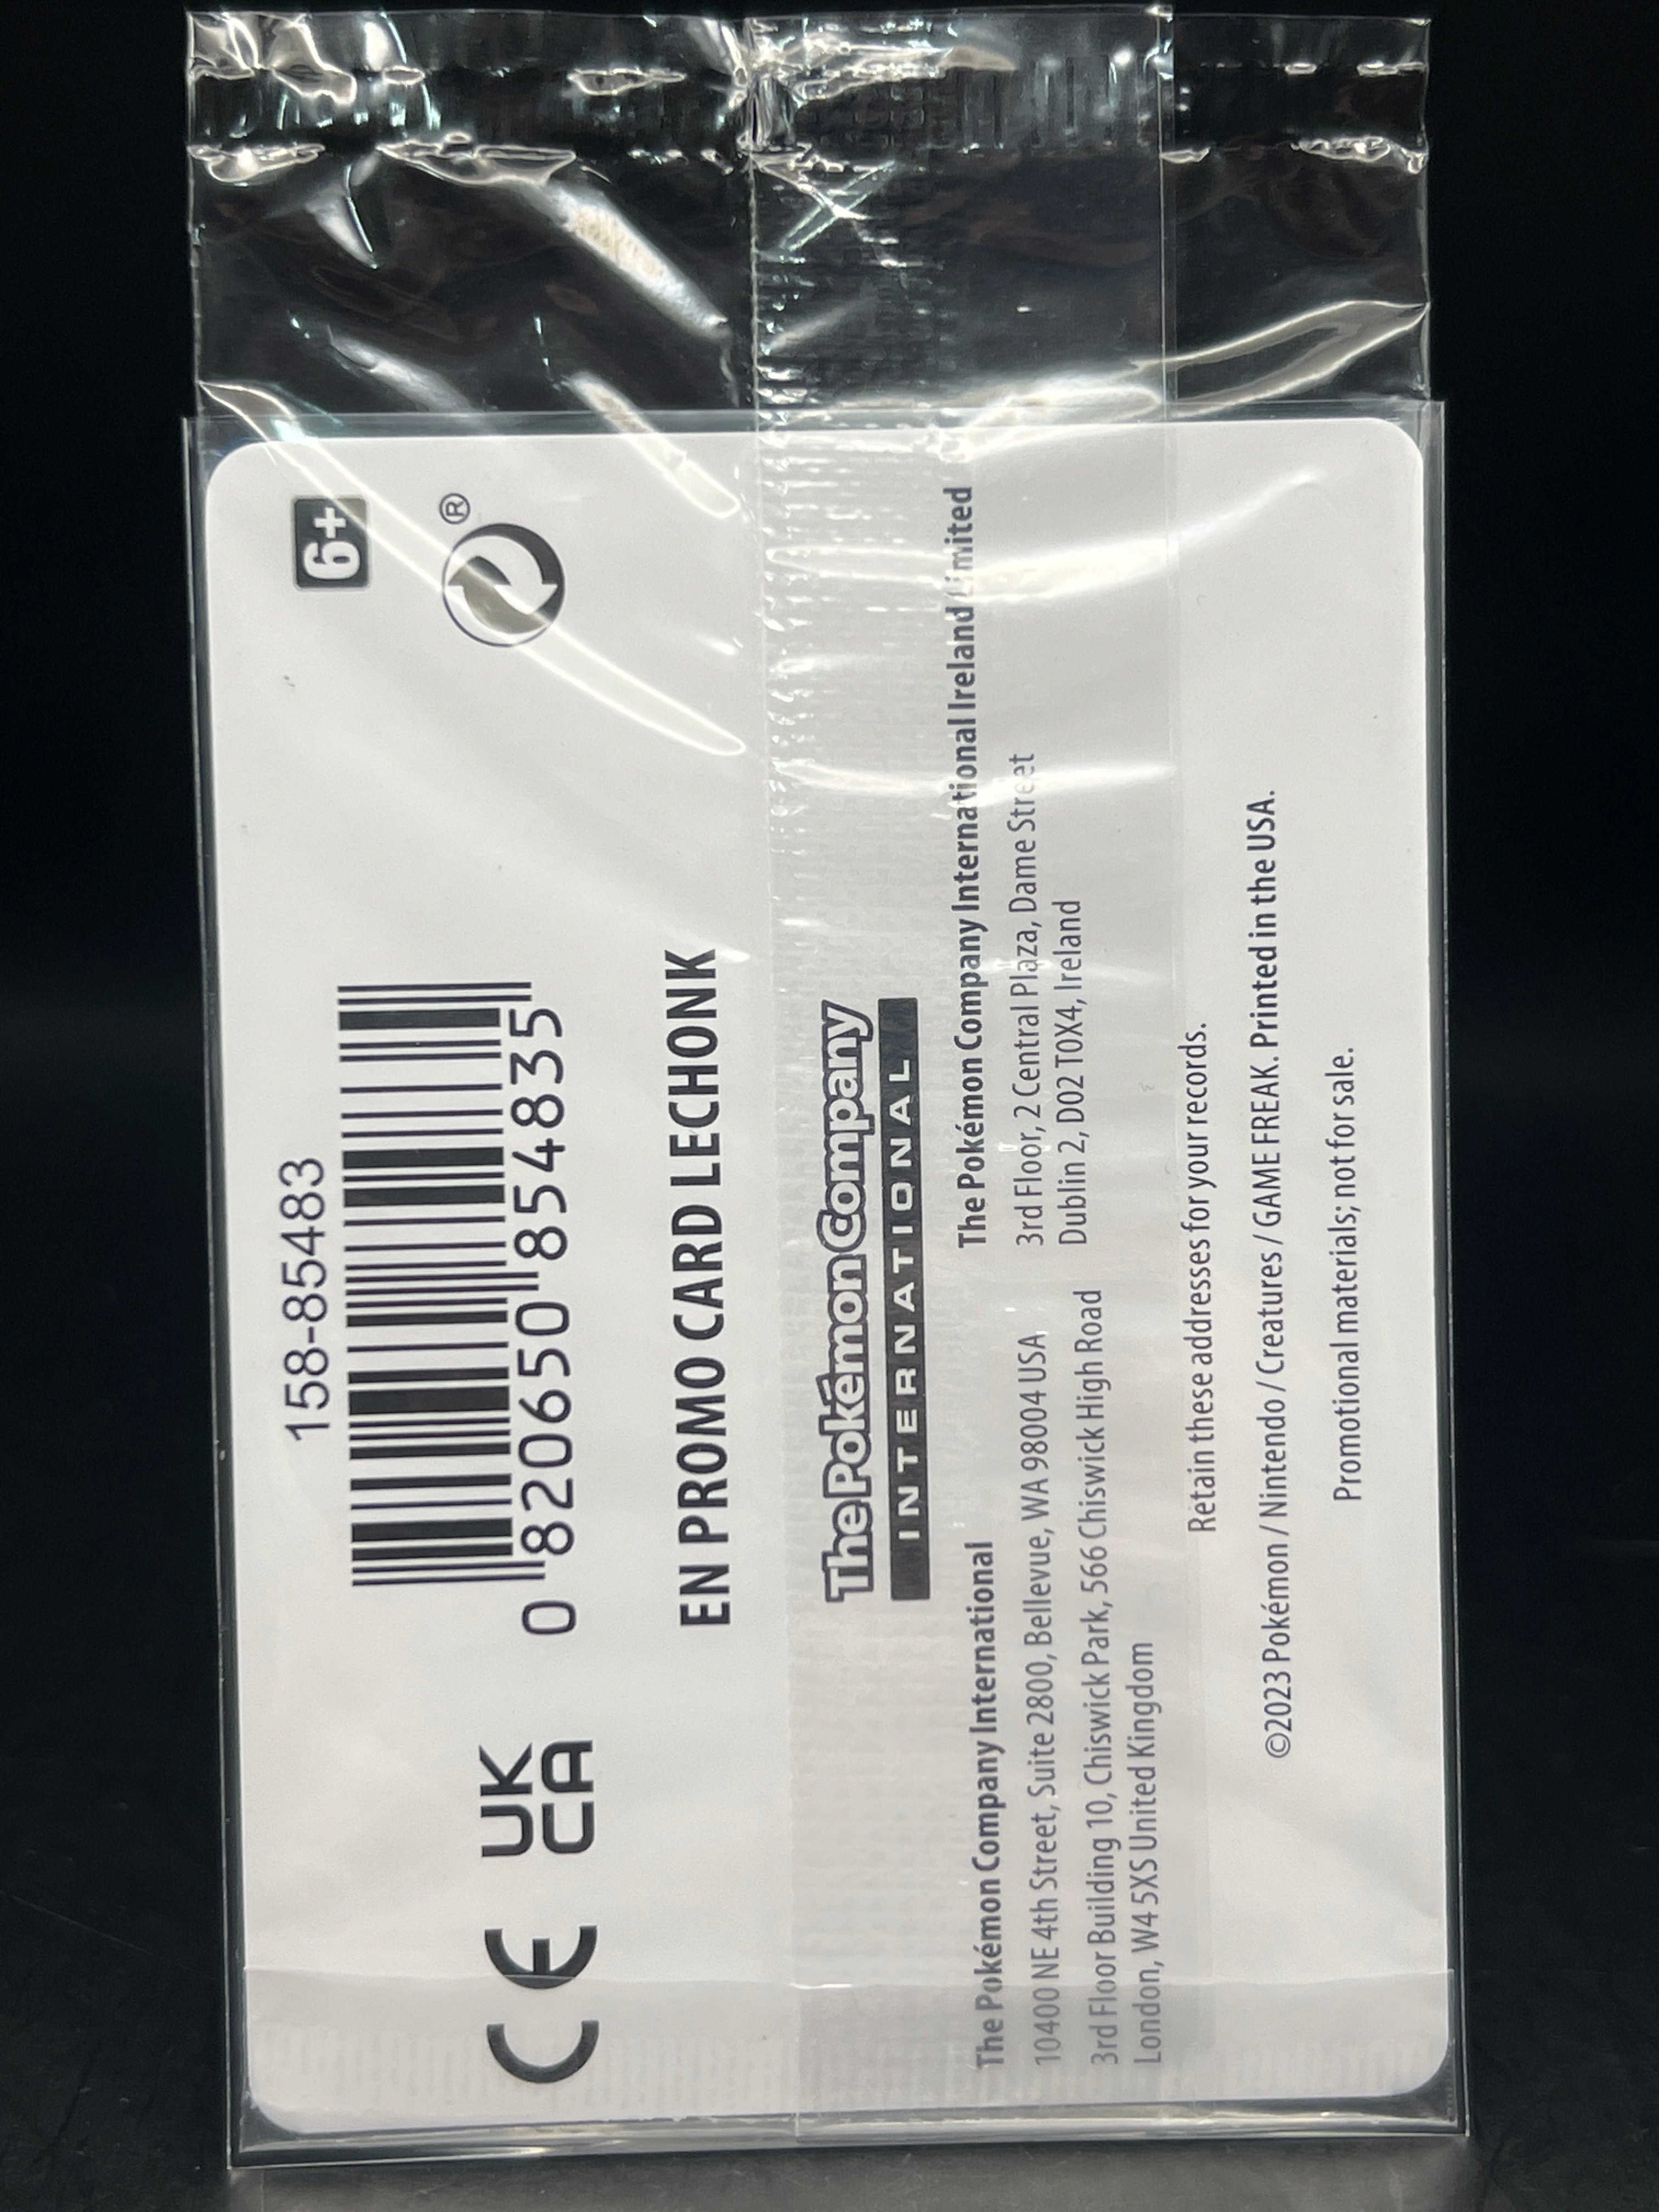 158-85483
6+
0 820650 854835
®
CE
UK
CA
EN PROMO CARD LECHONK
The Pokémon Company
INTERNATIONAL
The Pokémon Company International
10400 NE 4th Street, Suite 2800, Bellevue, WA 98004 USA
3rd Floor Building 10, Chiswick Park, 566 Chiswick High Road
London, W4 5XS United Kingdom
The Pokémon Company International Ireland Limited
3rd Floor, 2 Central Plaza, Dame Street
Dublin 2, D02 T0X4, Ireland
Retain these addresses for your records.
©2023 Pokémon / Nintendo / Creatures / GAME FREAK. Printed in the USA.
Promotional materials; not for sale.